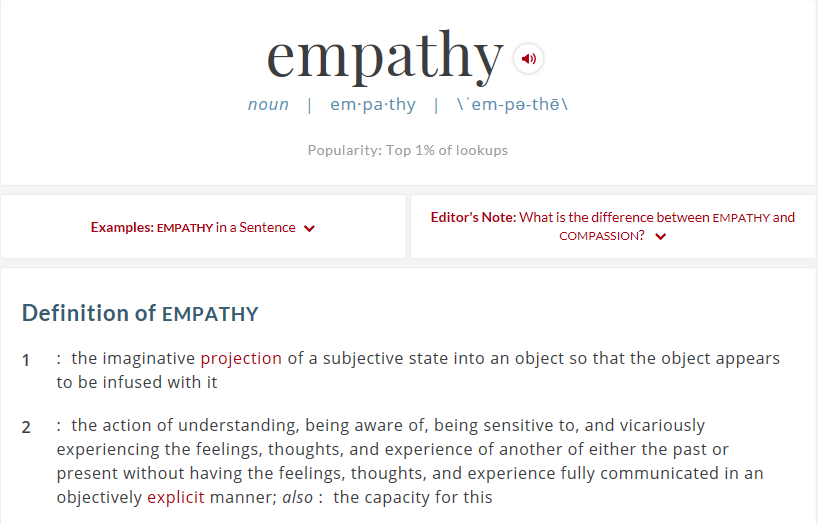 empathy
noun | em·pa·thy | \ˈem-pə-thē\
Popularity: Top 1% of lookups
Examples: EMPATHY in a Sentence
Editor's Note: What is the difference between EMPATHY and
COMPASSION?
Definition of EMPATHY
1 : the imaginative projection of a subjective state into an object so that the object appears
to be infused with it
2 : the action of understanding, being aware of, being sensitive to, and vicariously
experiencing the feelings, thoughts, and experience of another of either the past or
present without having the feelings, thoughts, and experience fully communicated in an
objectively explicit manner; also : the capacity for this